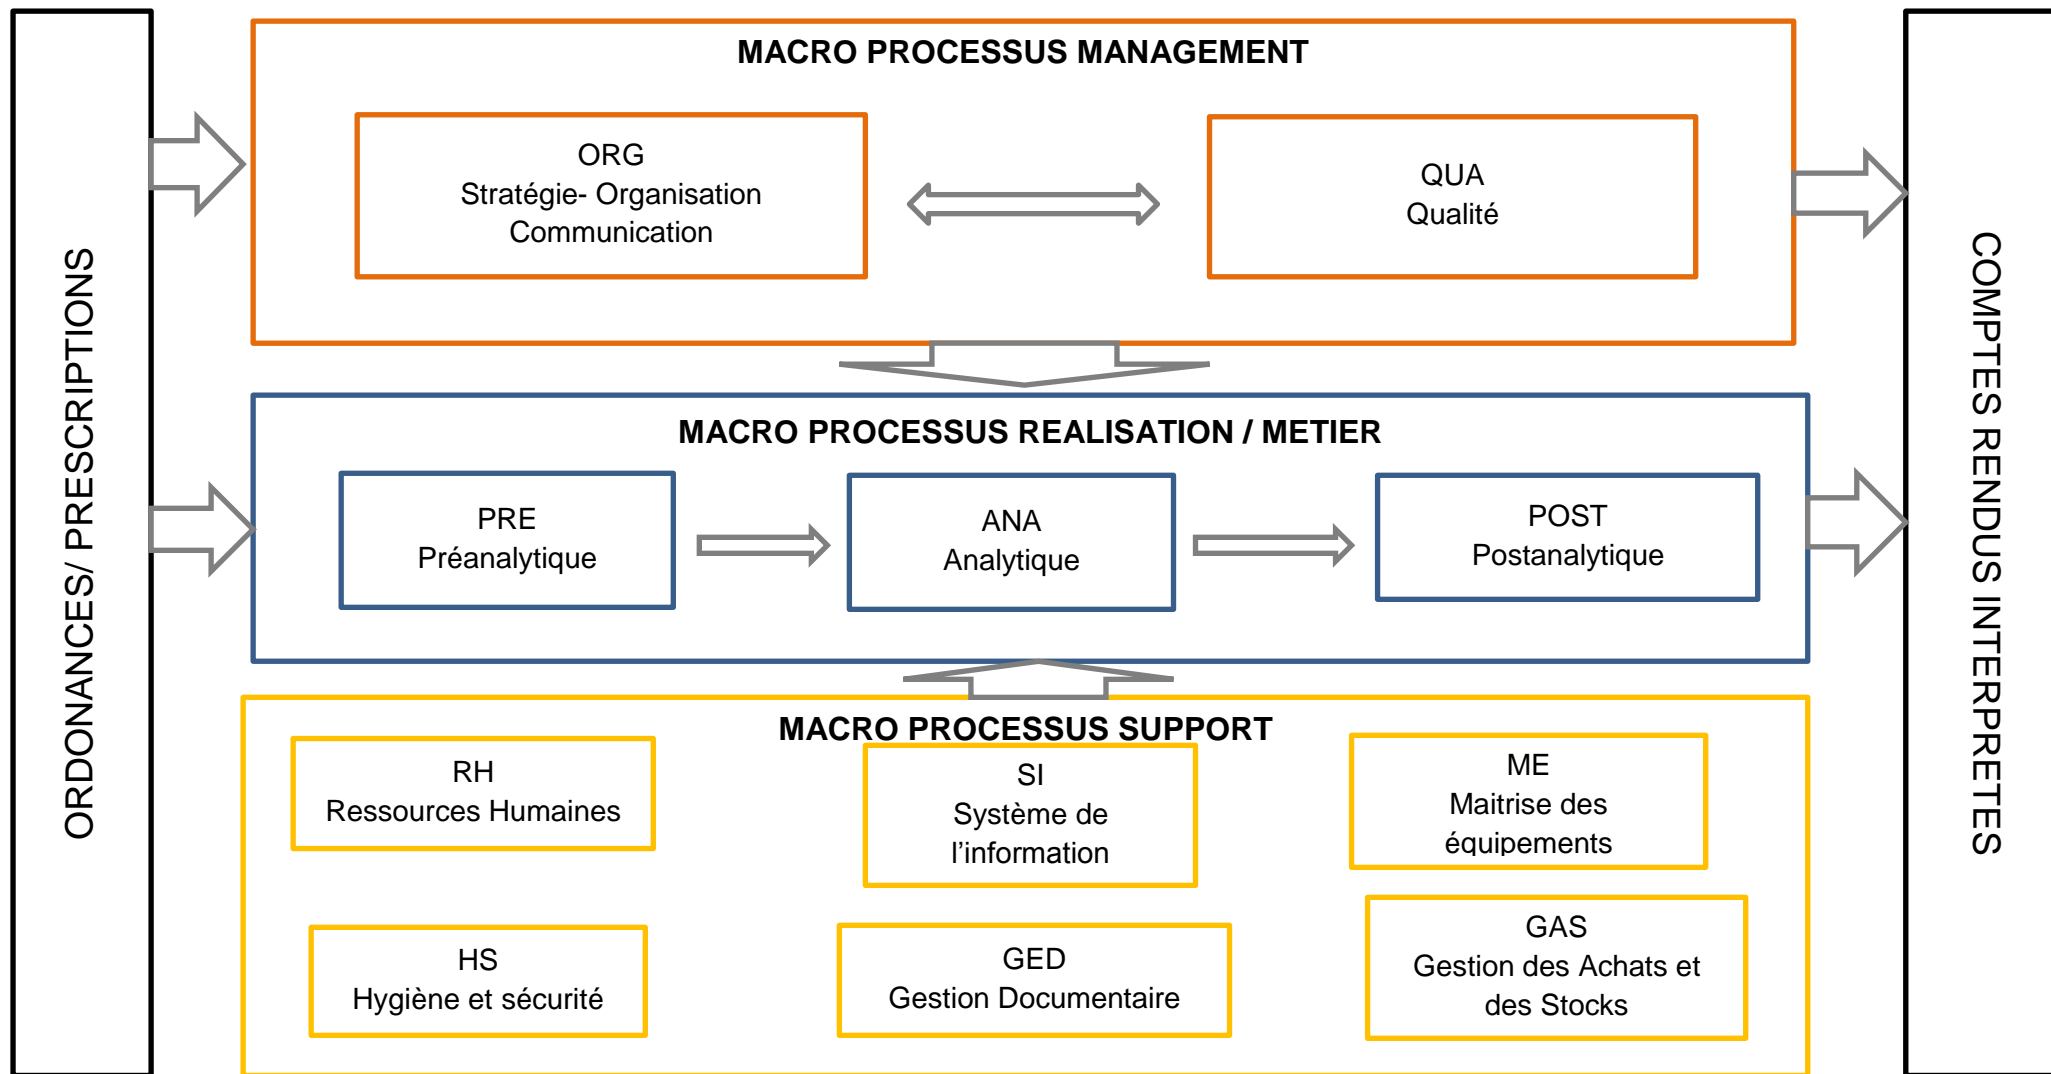 ORDONANCES/ PRESCRIPTIONS
MACRO PROCESSUS MANAGEMENT
ORG
Stratégie- Organisation
Communication
QUA
Qualité
MACRO PROCESSUS REALISATION / METIER
PRE
Préanalytique
ANA
Analytique
POST
Postanalytique
MACRO PROCESSUS SUPPORT
RH
Ressources Humaines
SI
Système de
l’information
ME
Maitrise des
équipements
HS
Hygiène et sécurité
GED
Gestion Documentaire
GAS
Gestion des Achats et
des Stocks
COMPTES RENDUS INTERPRETES